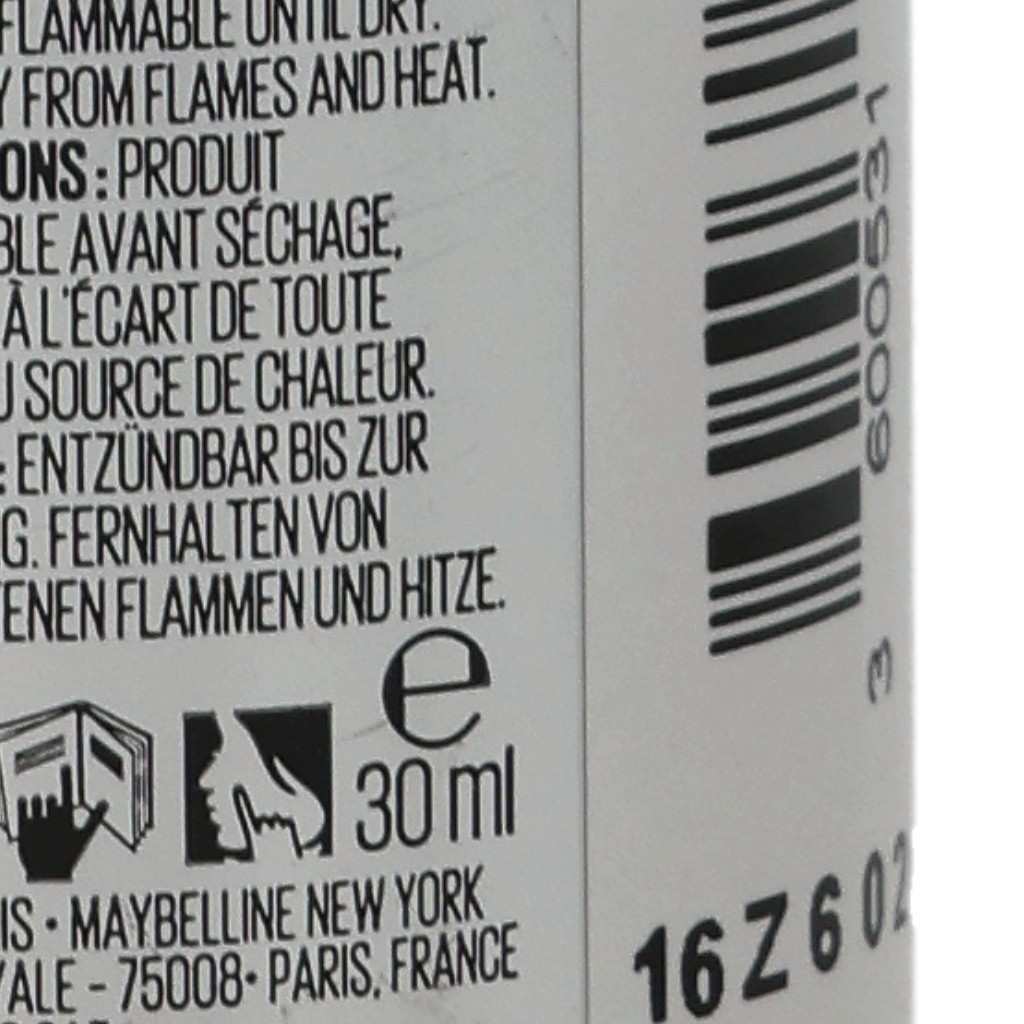 FLAMMABLE UNTIL DRY.
FROM FLAMES AND HEAT.
ONS : PRODUIT
BLE AVANT SÉCHAGE,
À L'ÉCART DE TOUTE
U SOURCE DE CHALEUR.
: ENTZÜNDBAR BIS ZUR
G. FERNHALTEN VON
ENEN FLAMMEN UND HITZE.
e
30 ml
IS • MAYBELLINE NEW YORK
YALE - 75008• PARIS, FRANCE
3 600531
16Z602